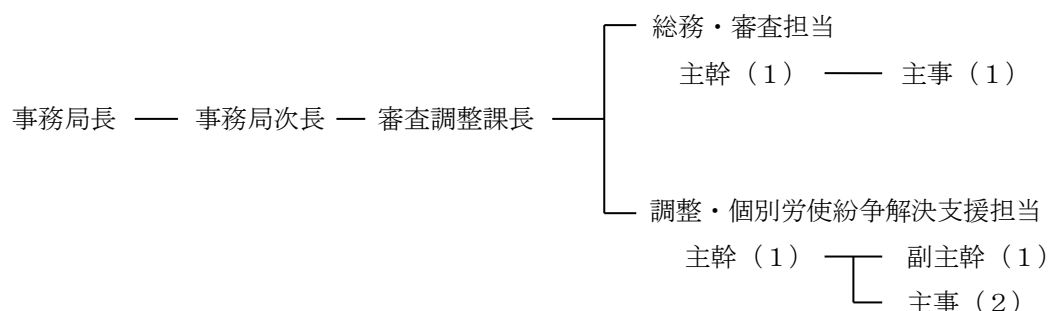 総務・審査担当
主幹（１） 主事（１）
事務局長 事務局次長 審査調整課長
調整・個別労使紛争解決支援担当
主幹（１） 副主幹（１）
主事（２）